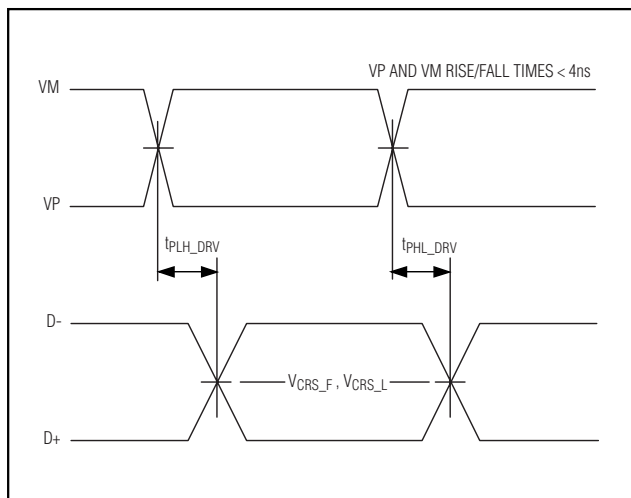 VP AND VM RISE/FALL TIMES < 4ns
VM
VP
tPLH_DRV
tPHL_DRV
D-
VCRS_F , VCRS_L
D+